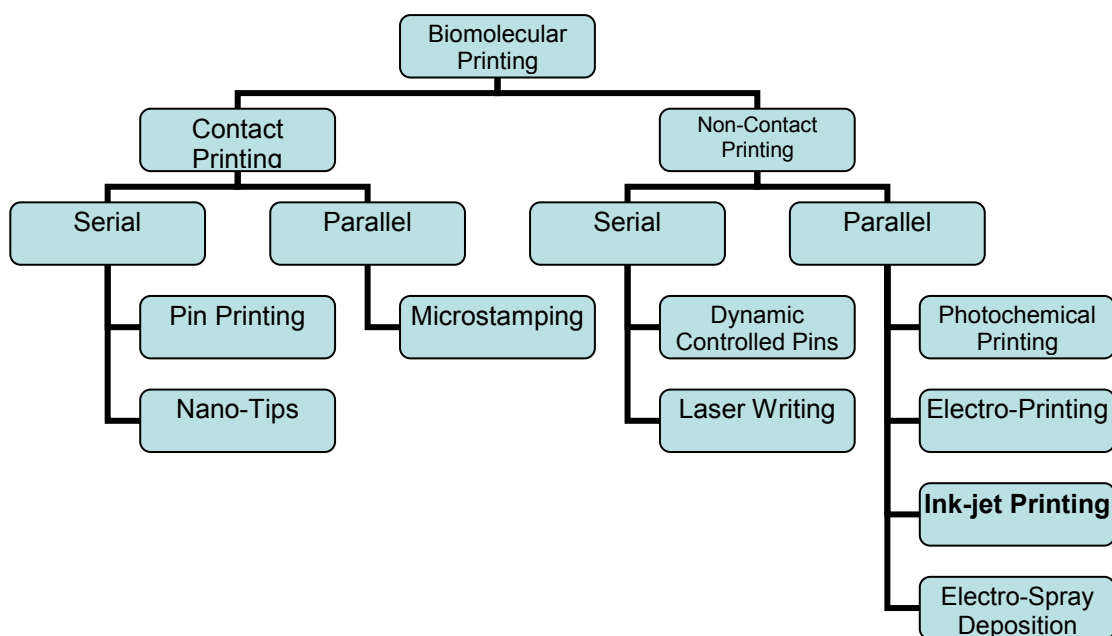 Biomolecular
Printing
Contact
Printing
Non-Contact
Printing
Serial
Parallel
Serial
Parallel
Pin Printing
Microstamping
Dynamic
Controlled Pins
Photochemical
Printing
Nano-Tips
Laser Writing
Electro-Printing
Ink-jet Printing
Electro-Spray
Deposition